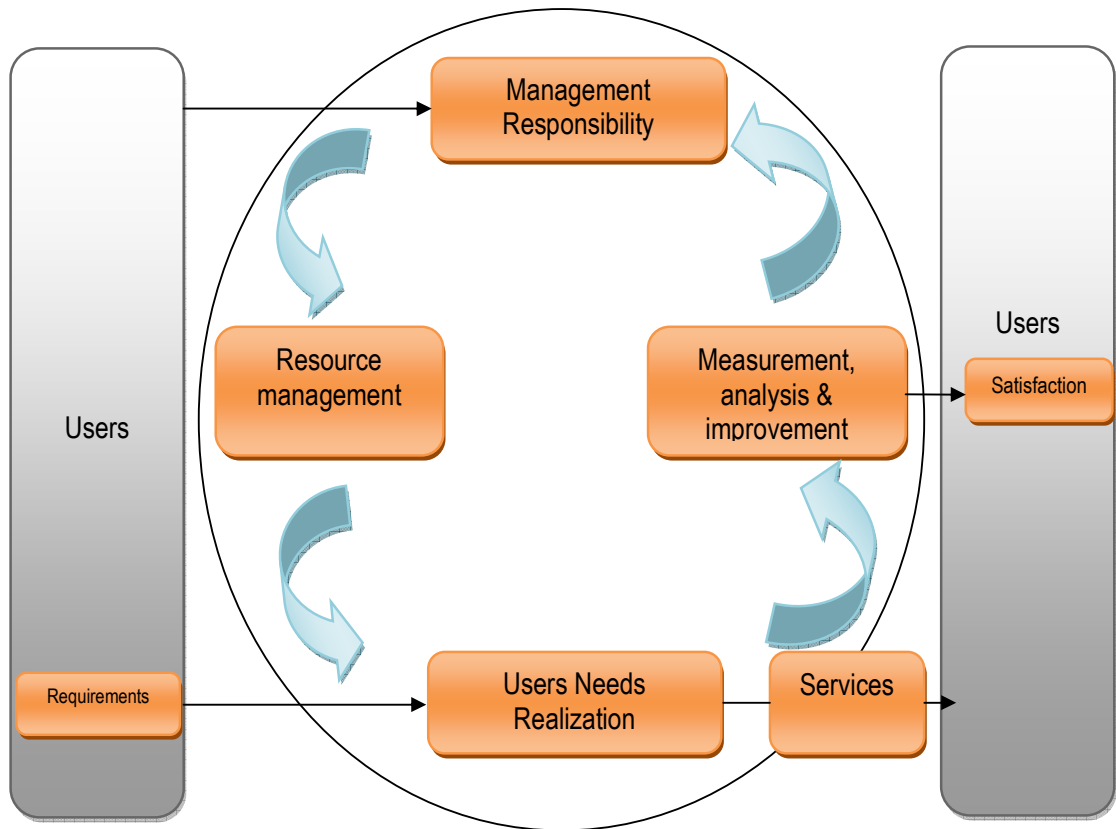 Management
Responsibility
Users
Resource
management
Measurement,
analysis &
improvement
Users
Satisfaction
Requirements
Users Needs
Realization
Services